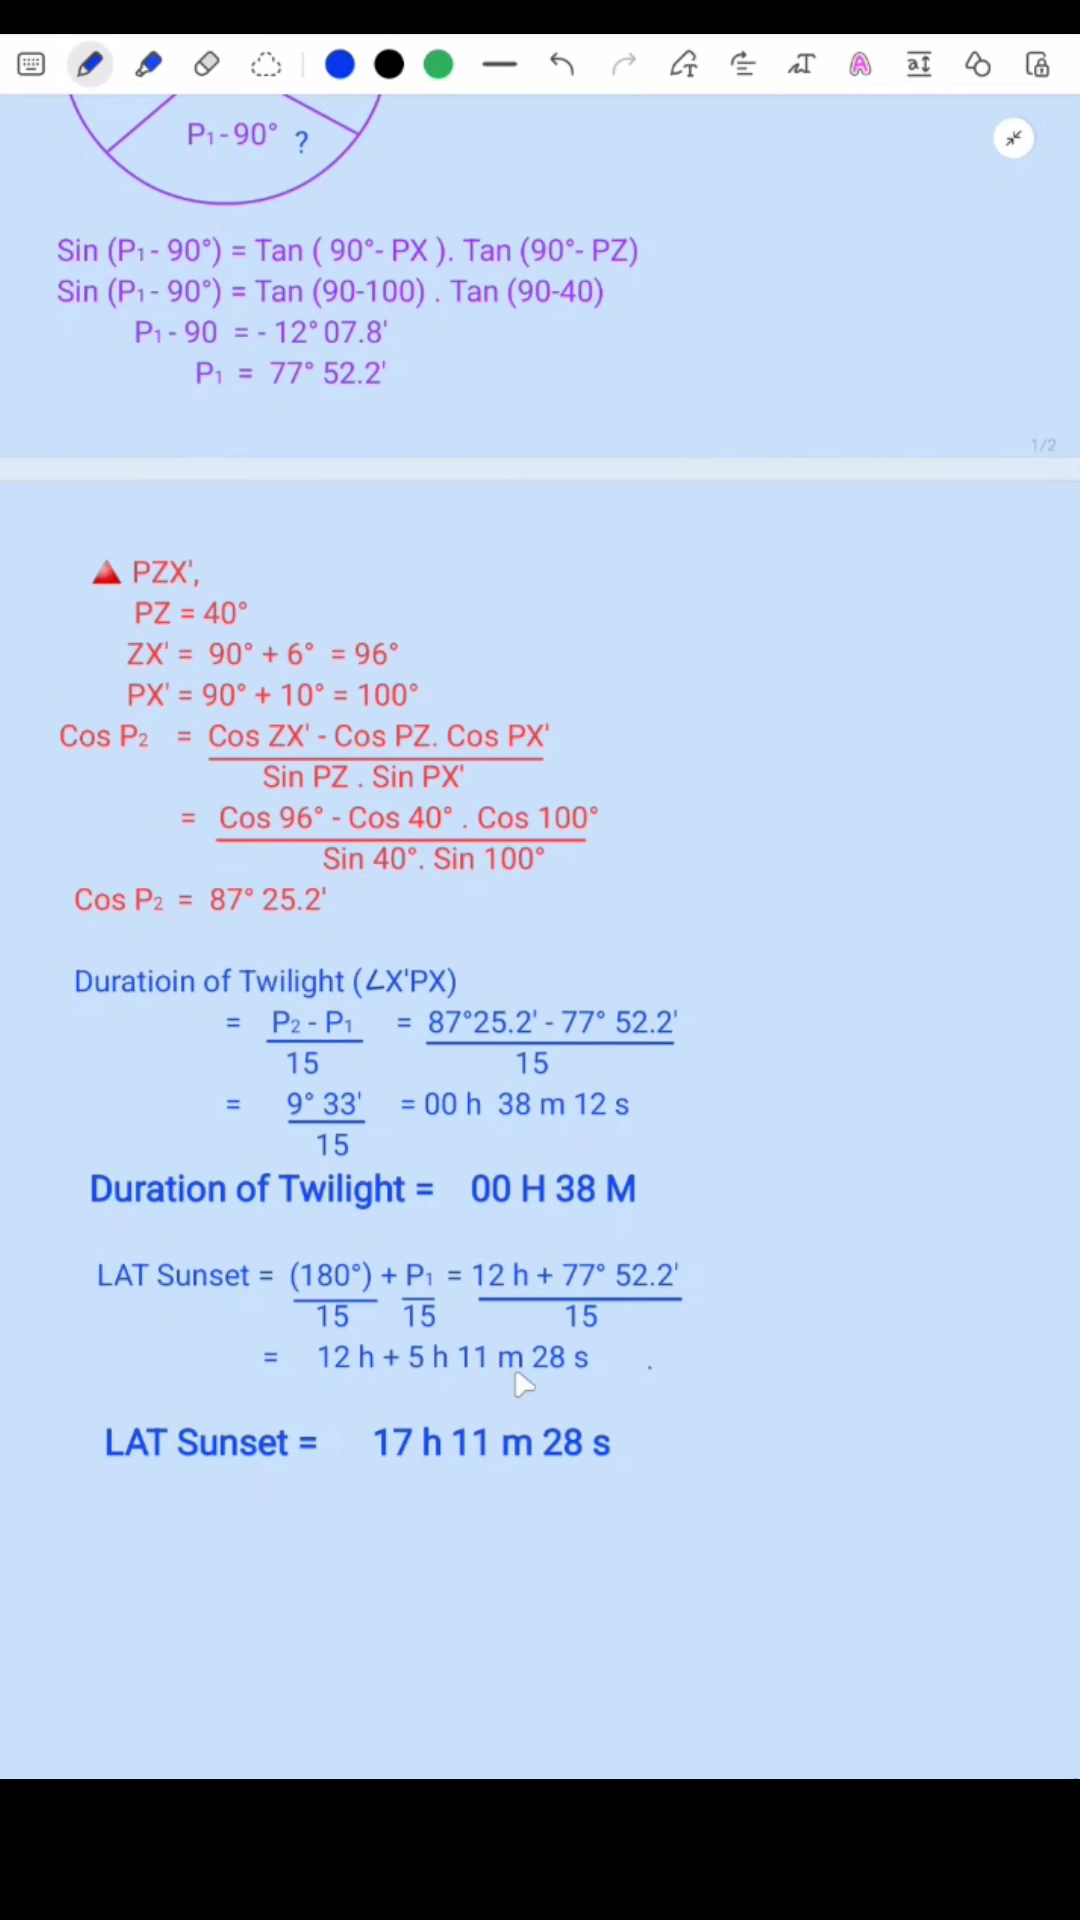 P₁ - 90° ?
Sin (P₁ - 90°) = Tan ( 90°- PX ). Tan (90°- PZ)
Sin (P₁ - 90°) = Tan (90-100) . Tan (90-40)
P₁ - 90 = - 12° 07.8'
P₁ = 77° 52.2'
1/2
PZX',
PZ = 40°
ZX' = 90° + 6° = 96°
PX' = 90° + 10° = 100°
Cos P₂ = Cos ZX' - Cos PZ. Cos PX'
Sin PZ . Sin PX'
= Cos 96° - Cos 40° . Cos 100°
Sin 40°. Sin 100°
Cos P₂ = 87° 25.2'
Duratioin of Twilight (∠X'PX)
= P₂ - P₁ = 87°25.2' - 77° 52.2'
15 15
= 9° 33' = 00 h 38 m 12 s
15
Duration of Twilight = 00 H 38 M
LAT Sunset = (180°) + P₁ = 12 h + 77° 52.2'
15 15 15
= 12 h + 5 h 11 m 28 s .
LAT Sunset = 17 h 11 m 28 s